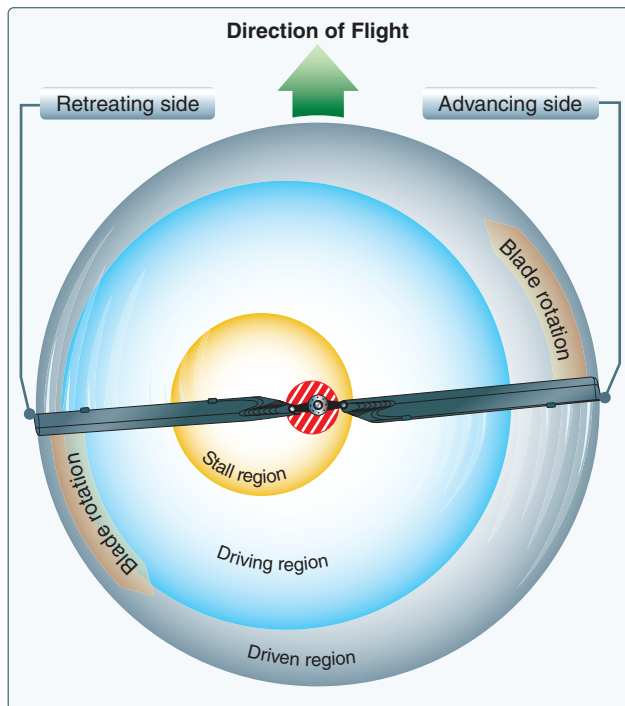 Direction of Flight
Retreating side
Advancing side
Blade rotation
Stall region
Blade rotation
Driving region
Driven region